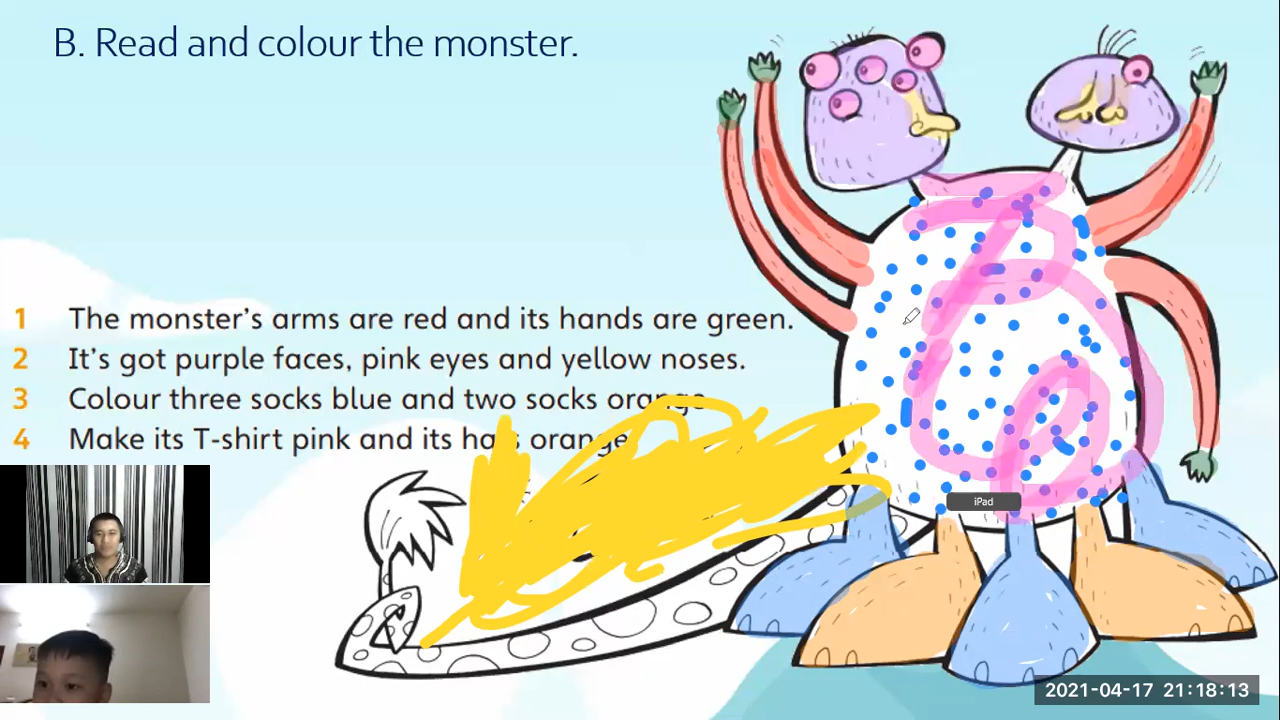 B. Read and colour the monster.
1 The monster's arms are red and its hands are green.
2 It's got purple faces, pink eyes and yellow noses.
3 Colour three socks blue and two socks orange
4 Make its T-shirt pink and its orange
iPad
2021-04-17 21:18:13